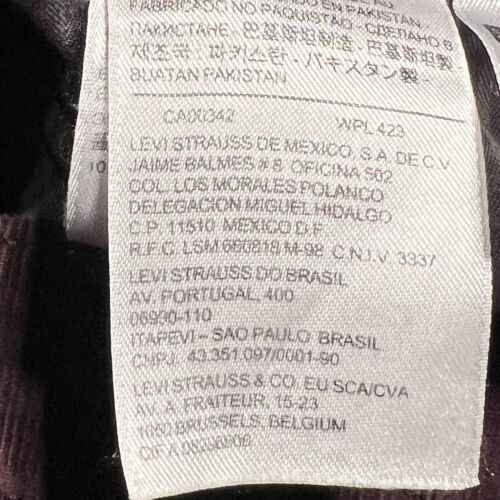 EN PAKISTAN
FABRICADO NO PAQUISTÃO - СДЕЛАНО В
ПАКИСТАНЕ - 巴基斯坦制造 - 巴基斯坦製 -
제조국: 파키스탄 - パキスタン製 -
BUATAN PAKISTAN
CA00342 WPL 423
LEVI STRAUSS DE MEXICO, S.A. DE C.V.
JAIME BALMES # 8, OFICINA 502
COL. LOS MORALES POLANCO
DELEGACION MIGUEL HIDALGO
C.P. 11510 MEXICO D.F.
R.F.C. LSM 660818 M-98 C.N.I.V. 3337
LEVI STRAUSS DO BRASIL
AV. PORTUGAL, 400
06690-110
ITAPEVI - SAO PAULO BRASIL
CNPJ: 43.351.097/0001-90
LEVI STRAUSS & CO. EU SCA/CVA
AV. A. FRAITEUR, 15-23
1050 BRUSSELS, BELGIUM
CIF A